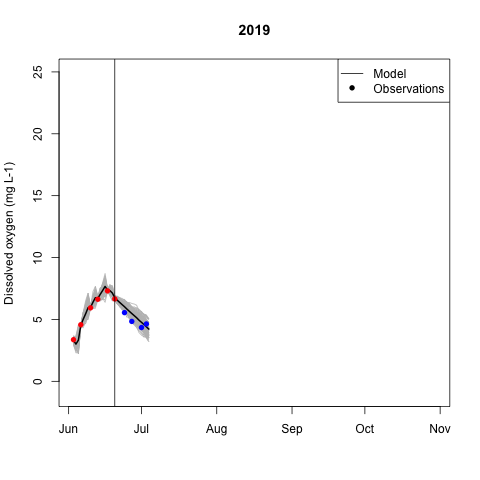 2019
Model
Observations
Dissolved oxygen (mg L-1)
25
20
15
10
5
0
Jun Jul Aug Sep Oct Nov